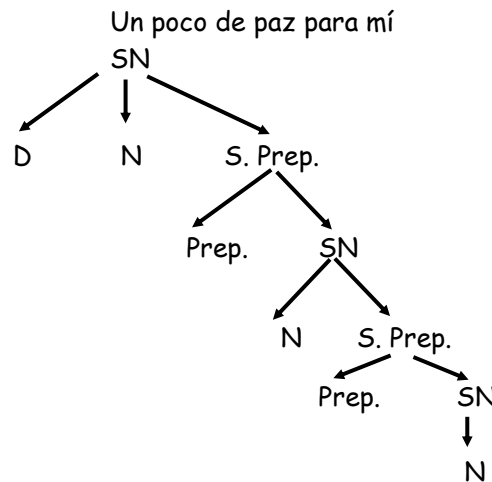 Un poco de paz para mí
SN
D N S. Prep.
Prep. SN
N S. Prep.
Prep. SN
N